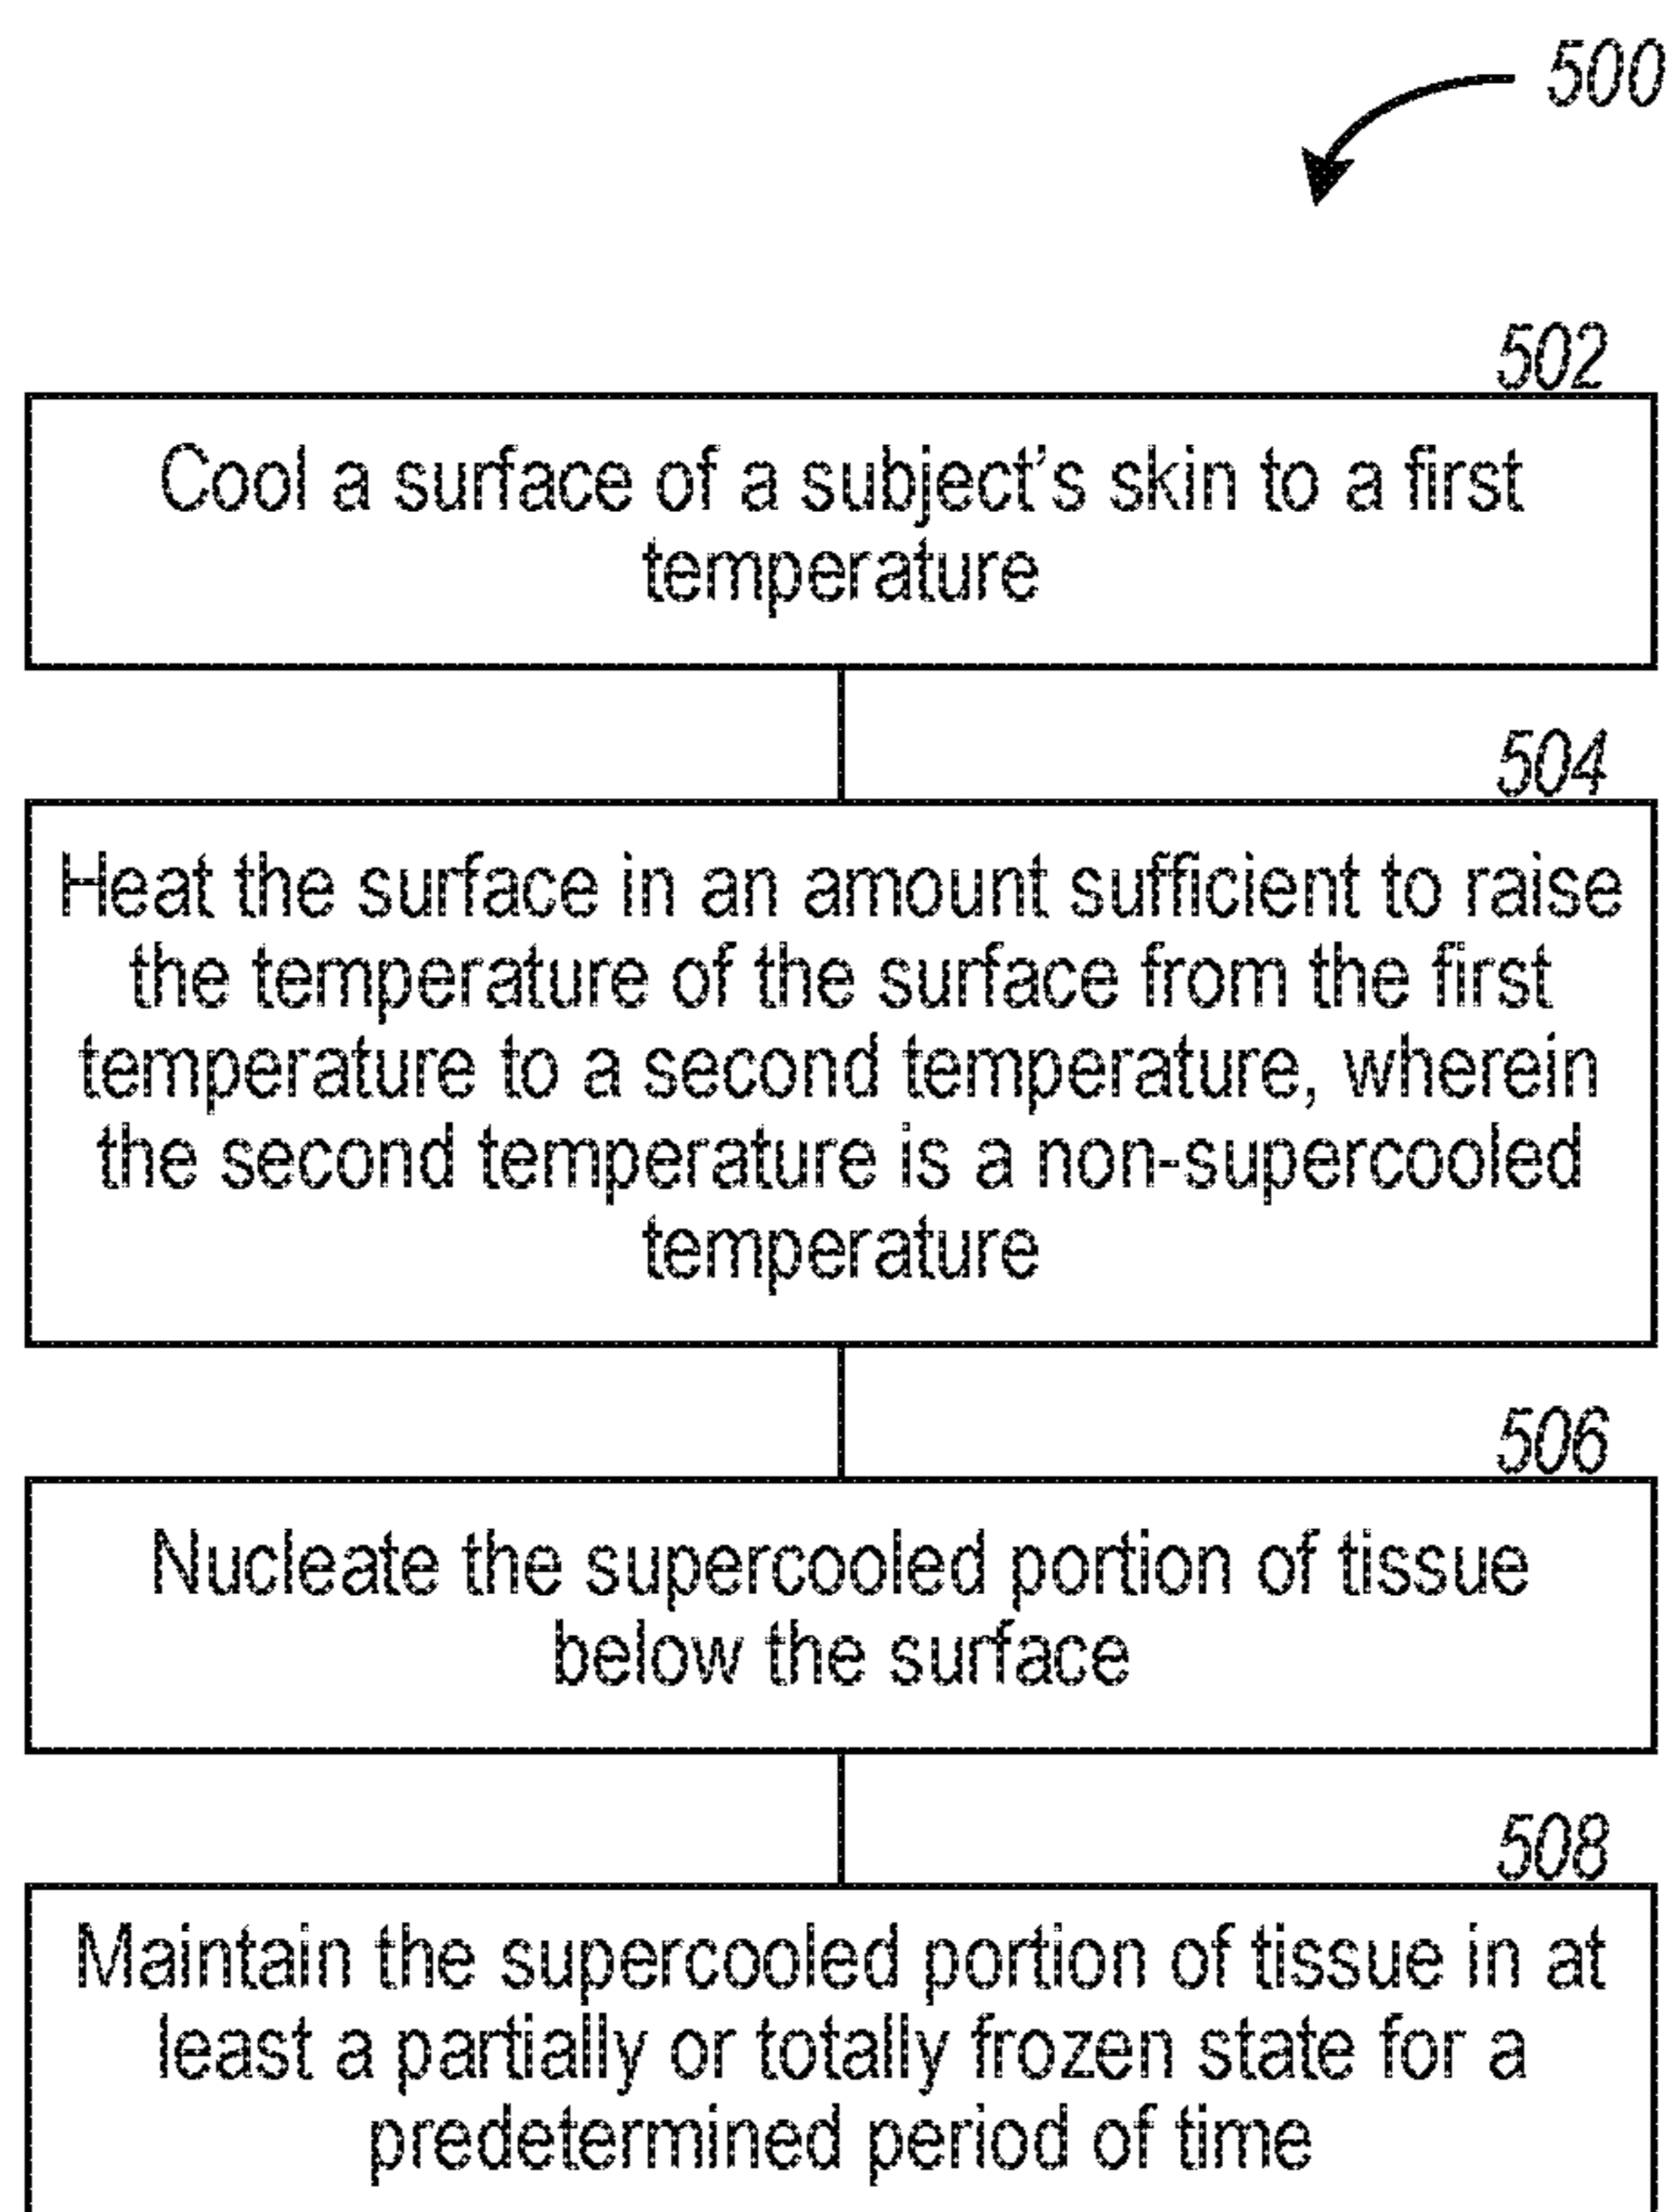 500
502
Cool a surface of a subject's skin to a first
temperature
504
Heat the surface in an amount sufficient to raise
the temperature of the surface from the first
temperature to a second temperature, wherein
the second temperature is a non-supercooled
temperature
506
Nucleate the supercooled portion of tissue
below the surface
508
Maintain the supercooled portion of tissue in at
least a partially or totally frozen state for a
predetermined period of time